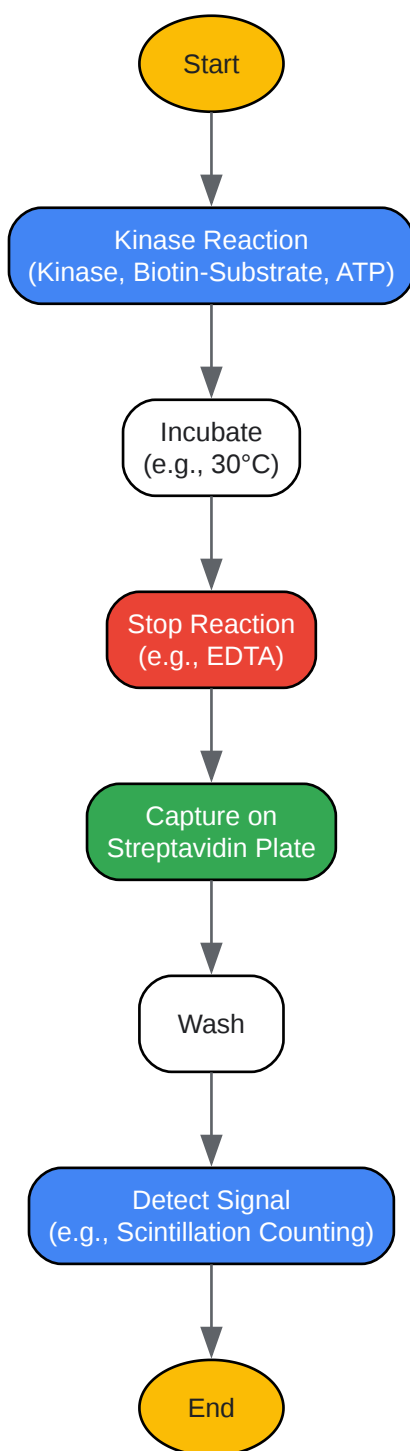 Start
Kinase Reaction
(Kinase, Biotin-Substrate, ATP)
Incubate
(e.g., 30°C)
Stop Reaction
(e.g., EDTA)
Capture on
Streptavidin Plate
Wash
Detect Signal
(e.g., Scintillation Counting)
End